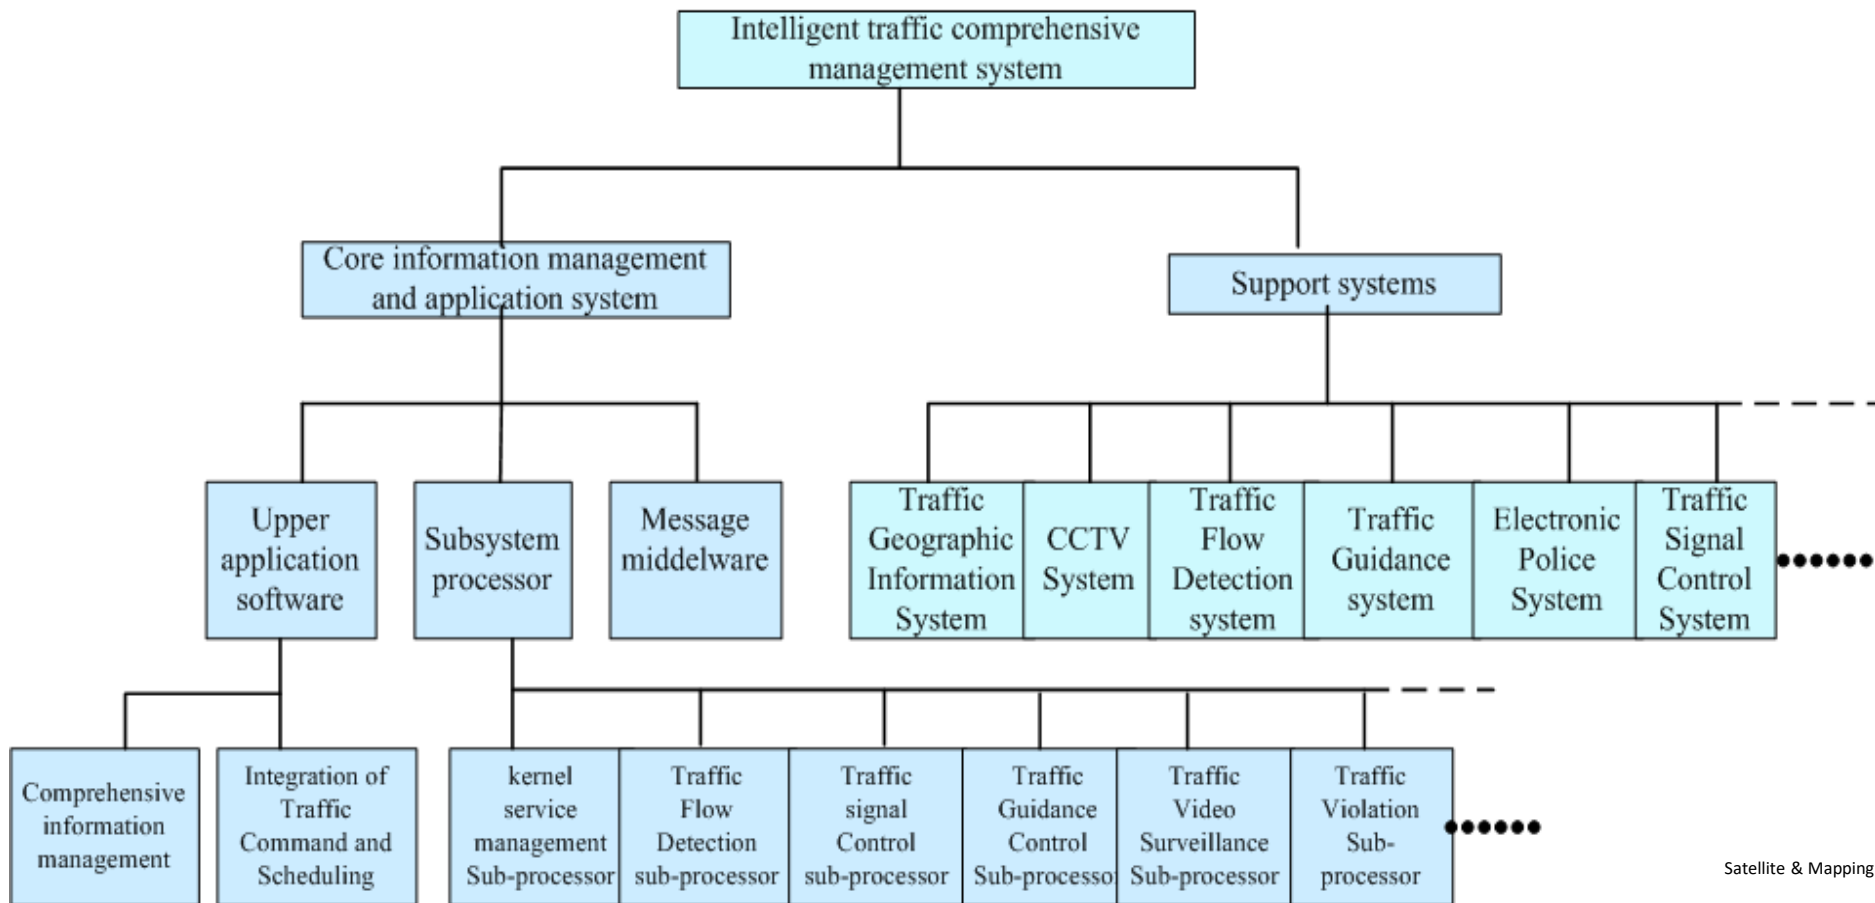 Intelligent traffic comprehensive
management system
Core information management
and application system
Support systems
Upper
application
software
Subsystem
processor
Message
middelware
Traffic
Geographic
Information
System
CCTV
System
Traffic
Flow
Detection
system
Traffic
Guidance
system
Electronic
Police
System
Traffic
Signal
Control
System
Comprehensive
information
management
Integration of
Traffic
Command and
Scheduling
kernel
service
management
Sub-processor
Traffic
Flow
Detection
sub-processor
Traffic
signal
Control
sub-processor
Traffic
Guidance
Control
Sub-processor
Traffic
Video
Surveillance
Sub-processor
Traffic
Violation
Sub-
processor
Satellite & Mapping